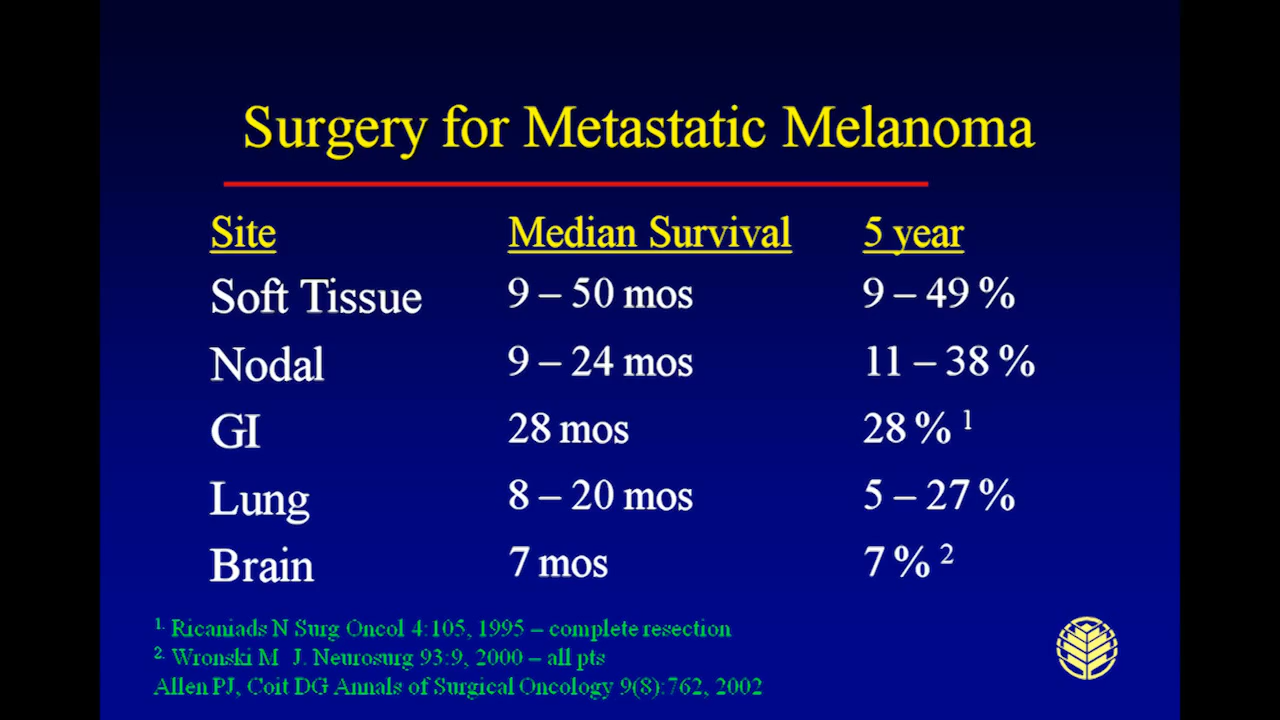 Surgery for Metastatic Melanoma
Site Median Survival 5 year
Soft Tissue 9 – 50 mos 9 – 49 %
Nodal 9 – 24 mos 11 – 38 %
GI 28 mos 28 % 1
Lung 8 – 20 mos 5 – 27 %
Brain 7 mos 7 % 2
1. Ricaniads N Surg Oncol 4:105, 1995 – complete resection
2. Wronski M J. Neurosurg 93:9, 2000 – all pts
Allen PJ, Coit DG Annals of Surgical Oncology 9(8):762, 2002